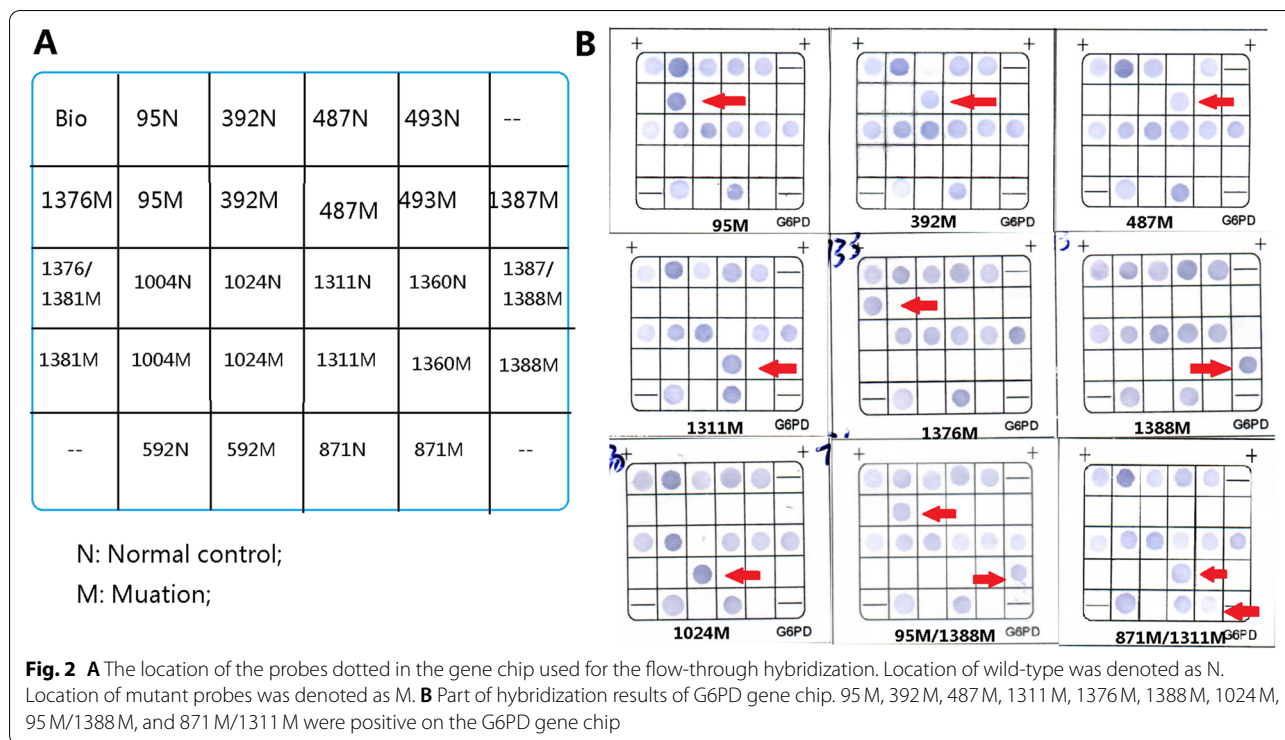 A
Bio 95N 392N 487N 493N --
1376M 95M 392M 487M 493M 1387M
1376/
1381M 1004N 1024N 1311N 1360N 1387/
1388M
1381M 1004M 1024M 1311M 1360M 1388M
-- 592N 592M 871N 871M --
N: Normal control;
M: Muation;
B
+ + + + + +
95M G6PD 392M G6PD 487M G6PD
+ + 33 + + 3 + +
1311M G6PD 1376M G6PD 1388M G6PD
+ + + + + +
1024M G6PD 95M/1388M G6PD 871M/1311M G6PD
Fig. 2 A The location of the probes dotted in the gene chip used for the flow-through hybridization. Location of wild-type was denoted as N.
Location of mutant probes was denoted as M. B Part of hybridization results of G6PD gene chip. 95 M, 392 M, 487 M, 1311 M, 1376 M, 1388 M, 1024 M,
95 M/1388 M, and 871 M/1311 M were positive on the G6PD gene chip